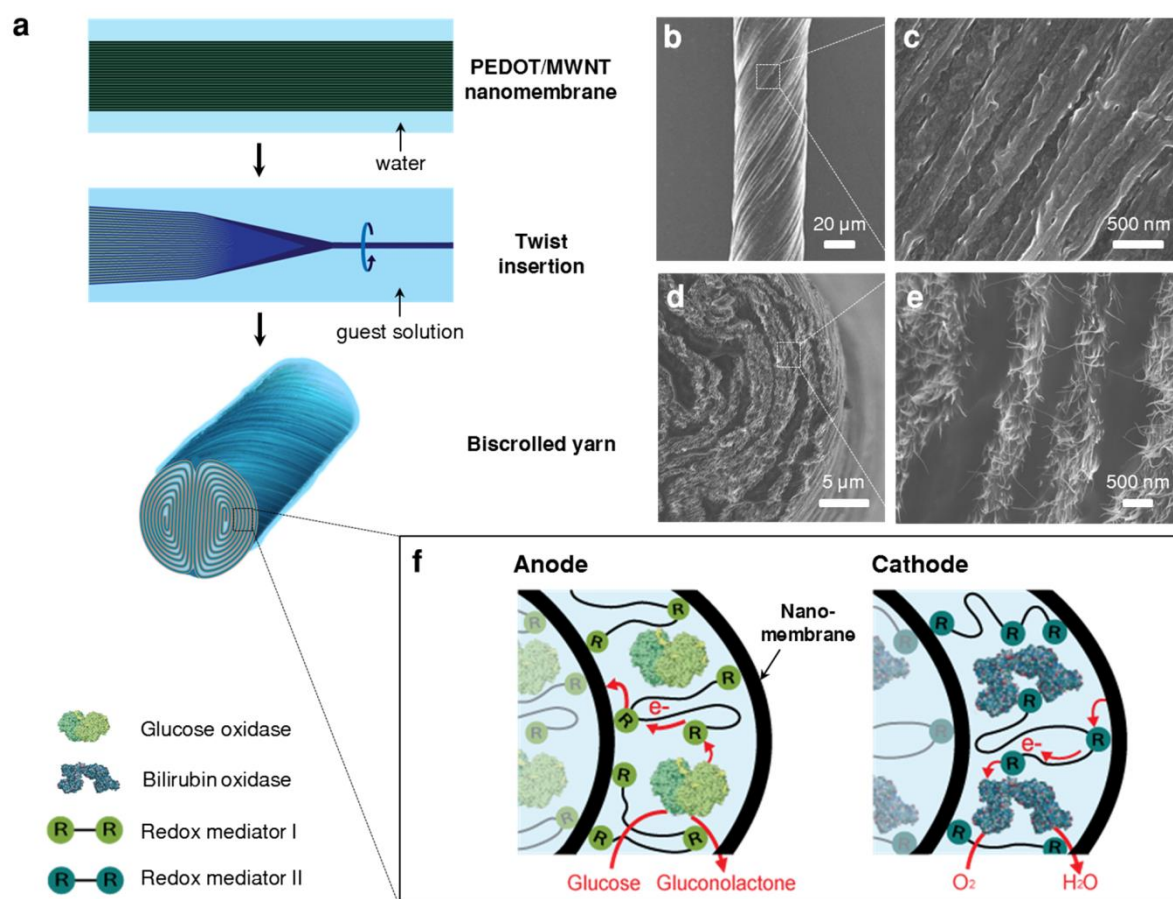 a
PEDOT/MWNT
nanomembrane
water
Twist
insertion
guest solution
Biscrolled yarn
b
20 µm
c
500 nm
d
5 µm
e
500 nm
f
Anode
Cathode
Nano-
membrane
R
R
R
e-
R
R
R
R
R
R
R
R
R
e-
R
R
R
Glucose
Gluconolactone
O2
H2O
Glucose oxidase
Bilirubin oxidase
R R
Redox mediator I
R R
Redox mediator II